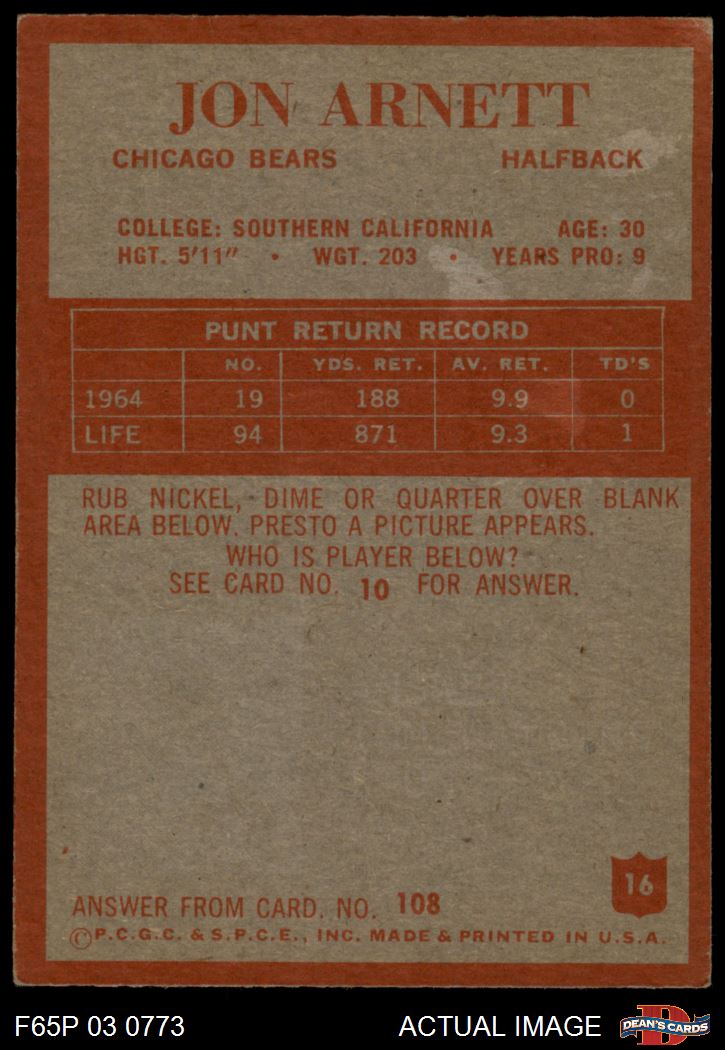 JON ARNETT
CHICAGO BEARS HALFBACK
COLLEGE: SOUTHERN CALIFORNIA AGE: 30
HGT. 5'11" • WGT. 203 • YEARS PRO: 9
PUNT RETURN RECORD
NO. YDS. RET. AV. RET. TD'S
1964 19 188 9.9 0
LIFE 94 871 9.3 1
RUB NICKEL, DIME OR QUARTER OVER BLANK
AREA BELOW. PRESTO A PICTURE APPEARS.
WHO IS PLAYER BELOW?
SEE CARD NO. 10 FOR ANSWER.
16
ANSWER FROM CARD. NO. 108
©P.C.G.C. & S.P.C.E., INC. MADE & PRINTED IN U.S.A.
F65P 03 0773 ACTUAL IMAGE D DEAN'S CARDS